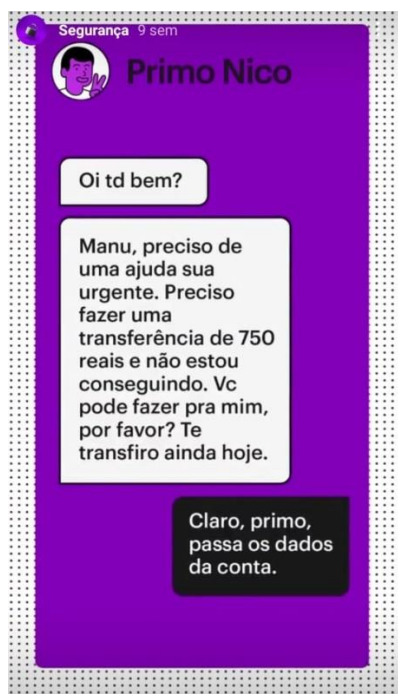 Segurança 9 sem
Primo Nico
Oi td bem?
Manu, preciso de
uma ajuda sua
urgente. Preciso
fazer uma
transferência de 750
reais e não estou
conseguindo. Vc
pode fazer pra mim,
por favor? Te
transfiro ainda hoje.
Claro, primo,
passa os dados
da conta.